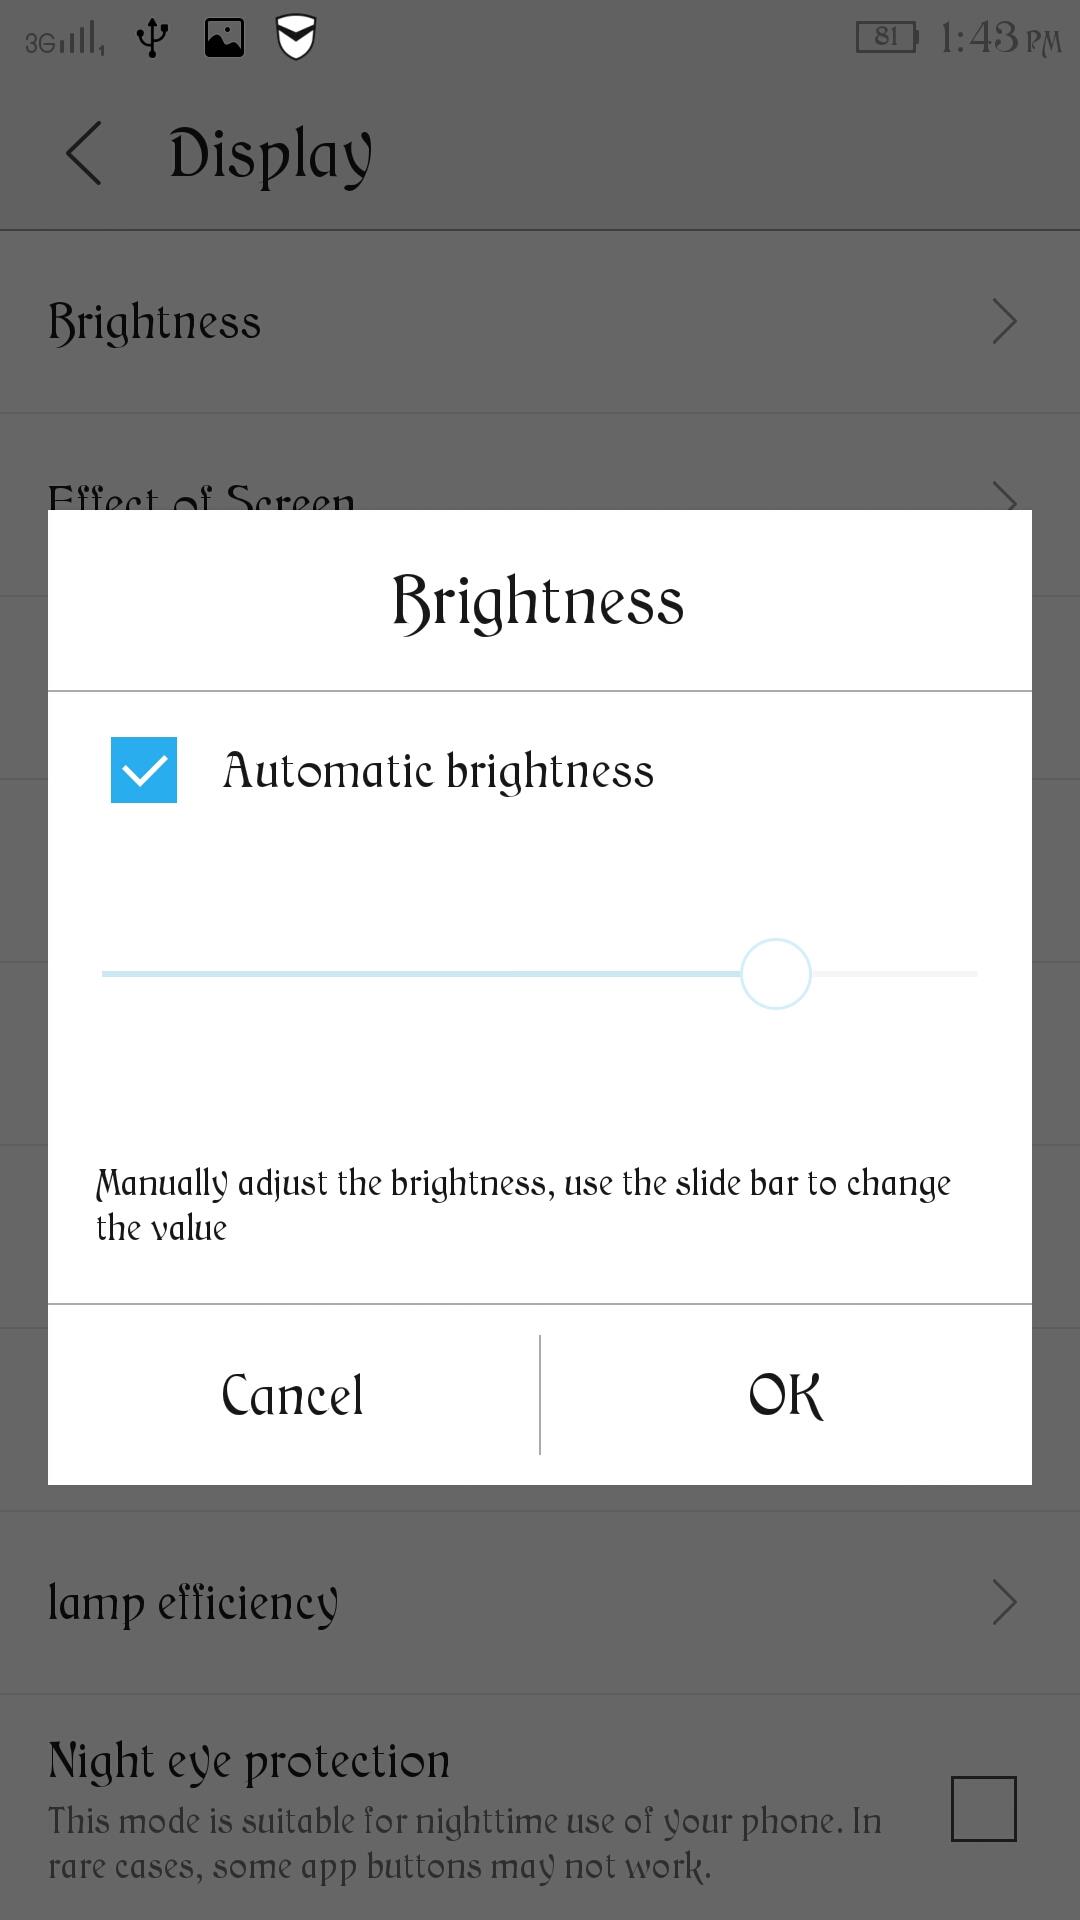 3G 1 81 1:43 PM
Display
Brightness
Effect of Screen
Brightness
Automatic brightness
Manually adjust the brightness, use the slide bar to change
the value
Cancel OK
lamp efficiency
Night eye protection
This mode is suitable for nighttime use of your phone. In
rare cases, some app buttons may not work.